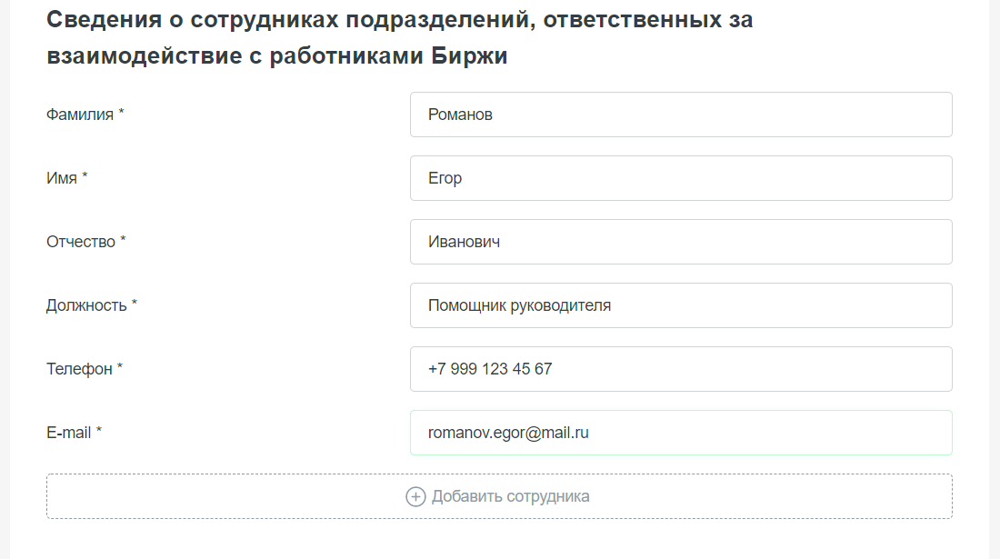 Сведения о сотрудниках подразделений, ответственных за
взаимодействие с работниками Биржи
Фамилия *
Романов
Имя *
Егор
Отчество *
Иванович
Должность *
Помощник руководителя
Телефон *
+7 999 123 45 67
E-mail *
romanov.egor@mail.ru
Добавить сотрудника